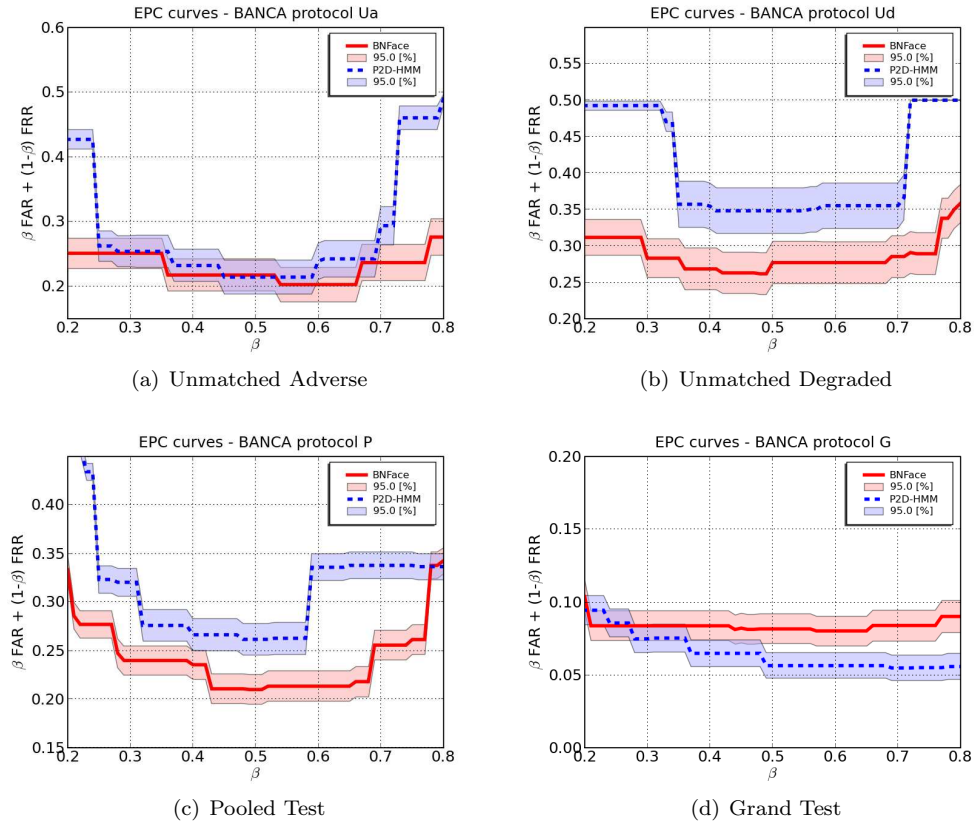 EPC curves - BANCA protocol Ua
0.6
0.5
0.4
0.3
0.2
β FAR + (1-β) FRR
BNFace
95.0 [%]
P2D-HMM
95.0 [%]
0.2 0.3 0.4 0.5 0.6 0.7 0.8
β
(a) Unmatched Adverse
EPC curves - BANCA protocol Ud
0.60
0.55
0.50
0.45
0.40
0.35
0.30
0.25
0.20
β FAR + (1-β) FRR
BNFace
95.0 [%]
P2D-HMM
95.0 [%]
0.2 0.3 0.4 0.5 0.6 0.7 0.8
β
(b) Unmatched Degraded
EPC curves - BANCA protocol P
0.40
0.35
0.30
0.25
0.20
0.15
β FAR + (1-β) FRR
BNFace
95.0 [%]
P2D-HMM
95.0 [%]
0.2 0.3 0.4 0.5 0.6 0.7 0.8
β
(c) Pooled Test
EPC curves - BANCA protocol G
0.20
0.15
0.10
0.05
0.00
β FAR + (1-β) FRR
BNFace
95.0 [%]
P2D-HMM
95.0 [%]
0.2 0.3 0.4 0.5 0.6 0.7 0.8
β
(d) Grand Test